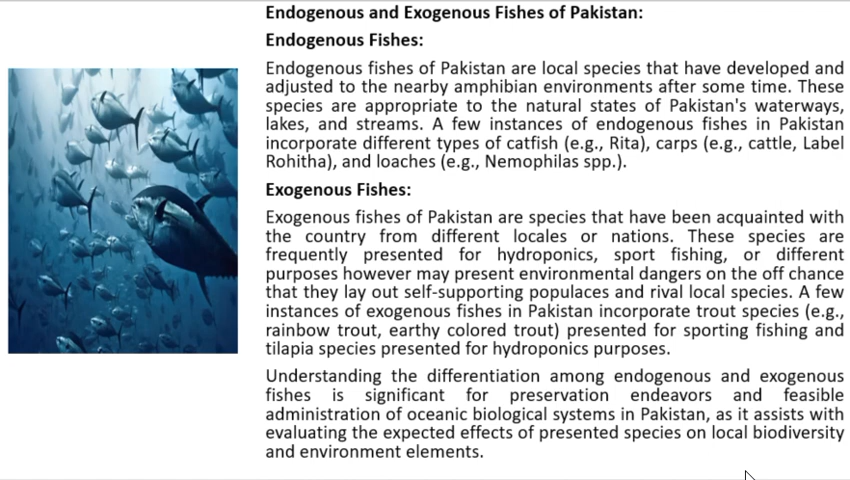 Endogenous and Exogenous Fishes of Pakistan:
Endogenous Fishes:
Endogenous fishes of Pakistan are local species that have developed and
adjusted to the nearby amphibian environments after some time. These
species are appropriate to the natural states of Pakistan's waterways,
lakes, and streams. A few instances of endogenous fishes in Pakistan
incorporate different types of catfish (e.g., Rita), carps (e.g., cattle, Label
Rohitha), and loaches (e.g., Nemophilas spp.).
Exogenous Fishes:
Exogenous fishes of Pakistan are species that have been acquainted with
the country from different locales or nations. These species are
frequently presented for hydroponics, sport fishing, or different
purposes however may present environmental dangers on the off chance
that they lay out self-supporting populaces and rival local species. A few
instances of exogenous fishes in Pakistan incorporate trout species (e.g.,
rainbow trout, earthy colored trout) presented for sporting fishing and
tilapia species presented for hydroponics purposes.
Understanding the differentiation among endogenous and exogenous
fishes is significant for preservation endeavors and feasible
administration of oceanic biological systems in Pakistan, as it assists with
evaluating the expected effects of presented species on local biodiversity
and environment elements.